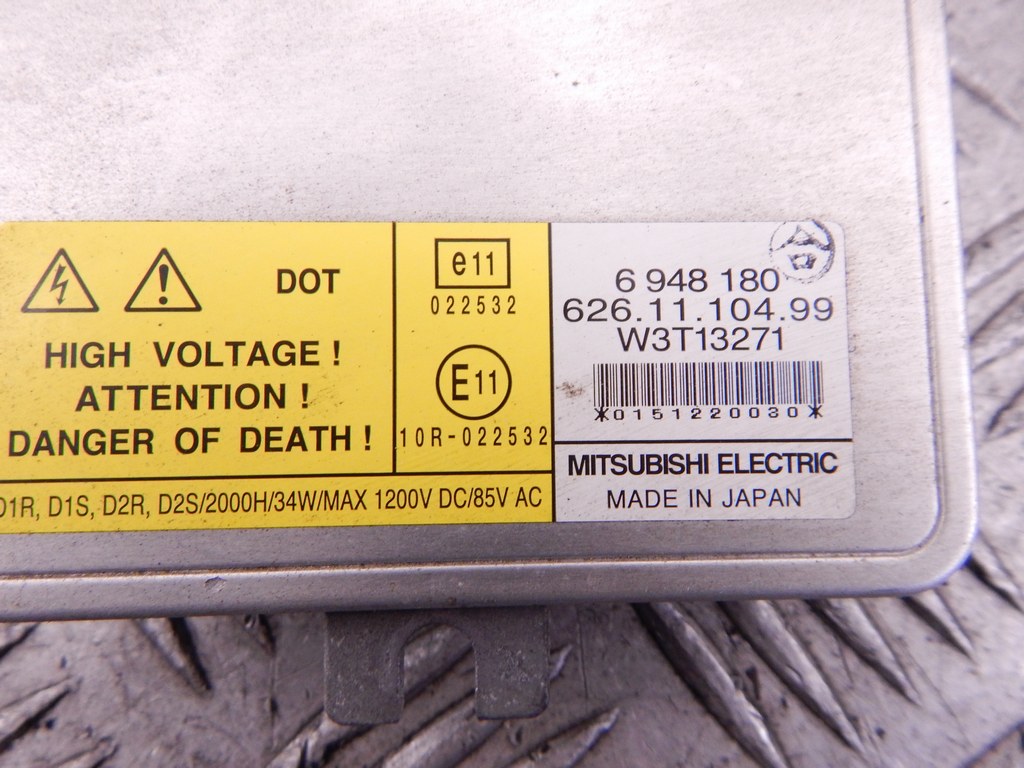 DOT
HIGH VOLTAGE !
ATTENTION !
DANGER OF DEATH !
e11
022532
E11
10R-022532
D1R, D1S, D2R, D2S/2000H/34W/MAX 1200V DC/85V AC
合
6 948 180
626.11.104.99
W3T13271
*0151220030*
MITSUBISHI ELECTRIC
MADE IN JAPAN